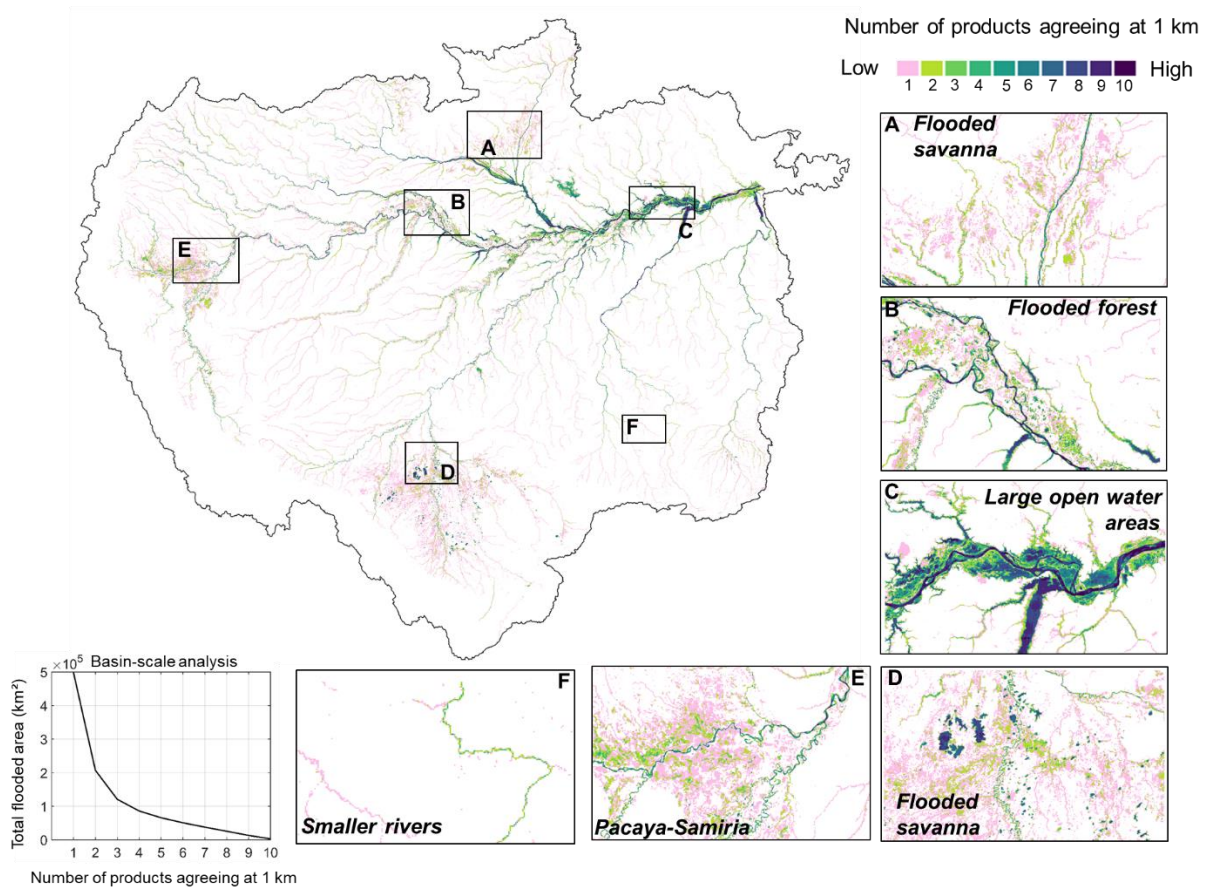 Number of products agreeing at 1 km
Low High
1 2 3 4 5 6 7 8 9 10
A
B
C
D
E
F
A Flooded
savanna
B Flooded forest
C Large open water
areas
D
Flooded
savanna
E
Pacaya-Samiria
F
Smaller rivers
×10⁵ Basin-scale analysis
Total flooded area (km²)
5
4
3
2
1
0
1 2 3 4 5 6 7 8 9 10
Number of products agreeing at 1 km